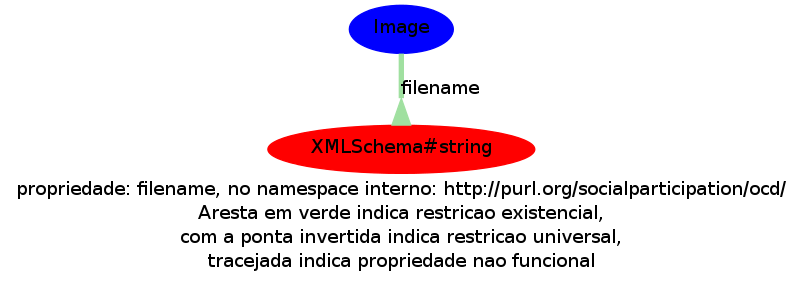 Image
filename
XMLSchema#string
propriedade: filename, no namespace interno: http://purl.org/socialparticipation/ocd/
Aresta em verde indica restricao existencial,
com a ponta invertida indica restricao universal,
tracejada indica propriedade nao funcional